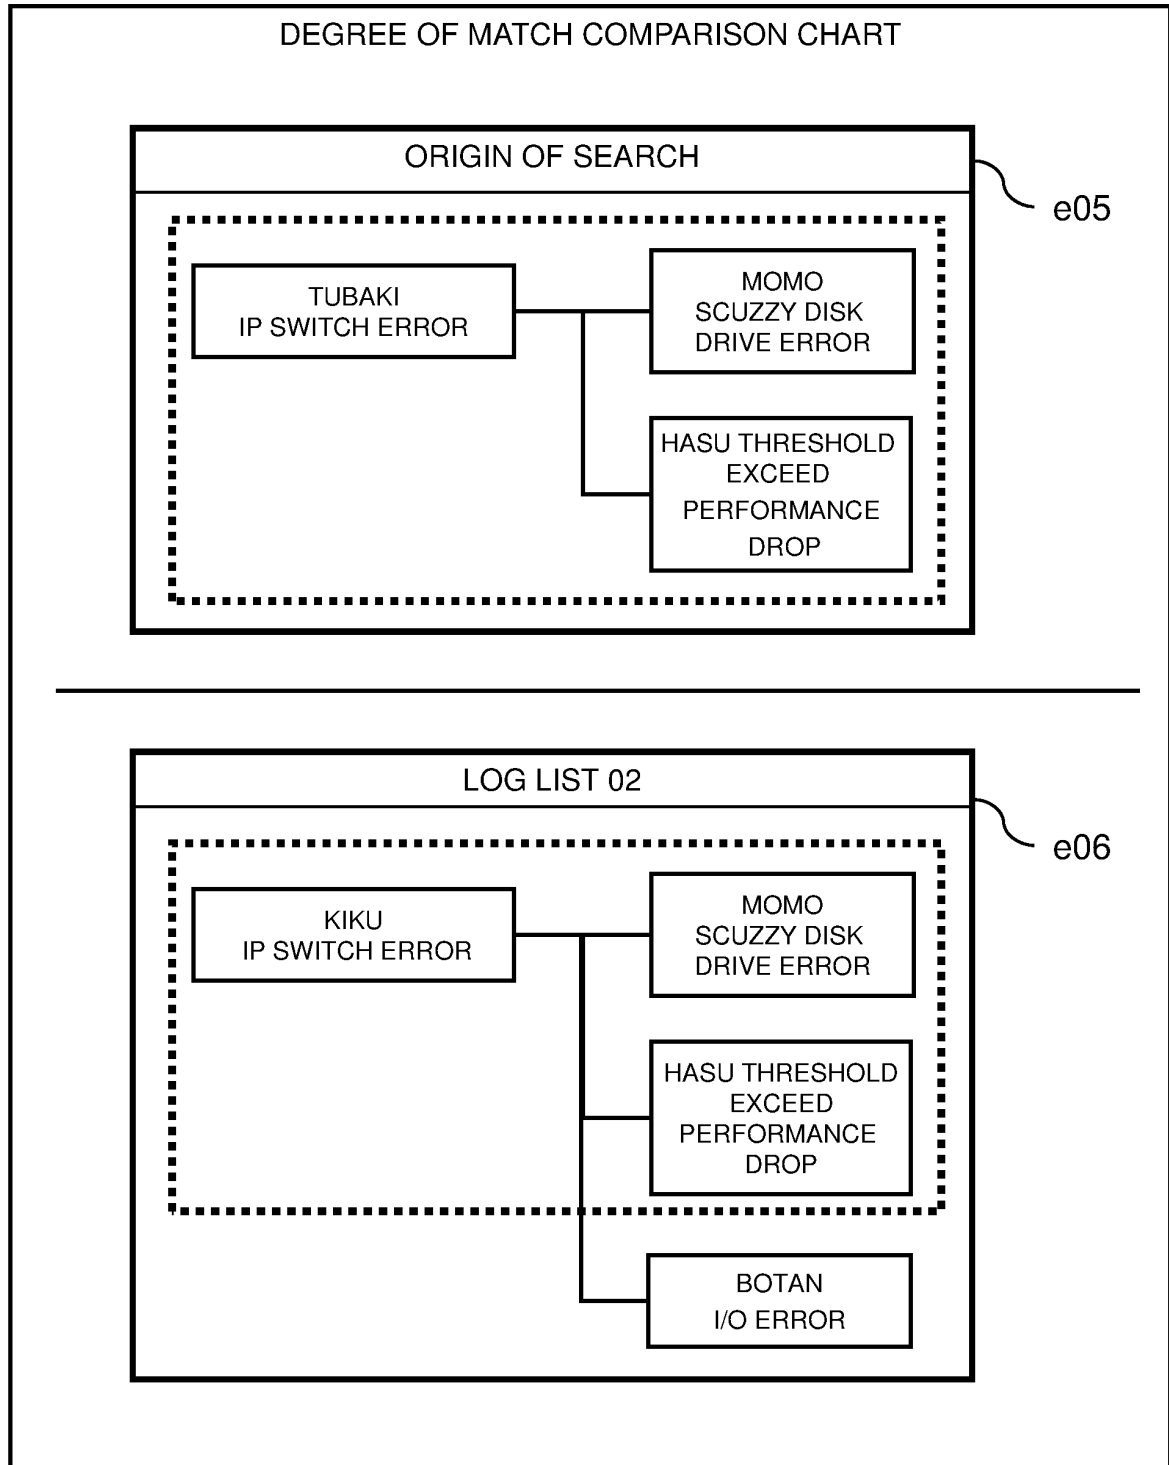 DEGREE OF MATCH COMPARISON CHART
ORIGIN OF SEARCH
e05
TUBAKI
IP SWITCH ERROR
MOMO
SCUZZY DISK
DRIVE ERROR
HASU THRESHOLD
EXCEED
PERFORMANCE
DROP
LOG LIST 02
e06
KIKU
IP SWITCH ERROR
MOMO
SCUZZY DISK
DRIVE ERROR
HASU THRESHOLD
EXCEED
PERFORMANCE
DROP
BOTAN
I/O ERROR